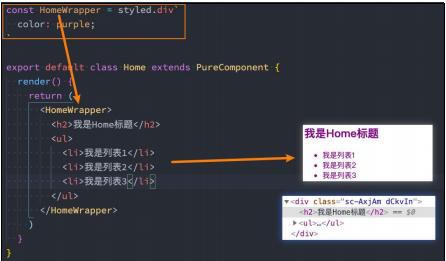 const HomeWrapper = styled.div`
color: purple;
`
export default class Home extends PureComponent {
render() {
return (
<HomeWrapper>
<h2>我是Home标题</h2>
<ul>
<li>我是列表1</li>
<li>我是列表2</li>
<li>我是列表3</li>
</ul>
</HomeWrapper>
)
}
}
我是Home标题
• 我是列表1
• 我是列表2
• 我是列表3
▼<div class="sc-AxjAm dCkvIn">
<h2>我是Home标题</h2> == $0
▶<ul>…</ul>
</div>